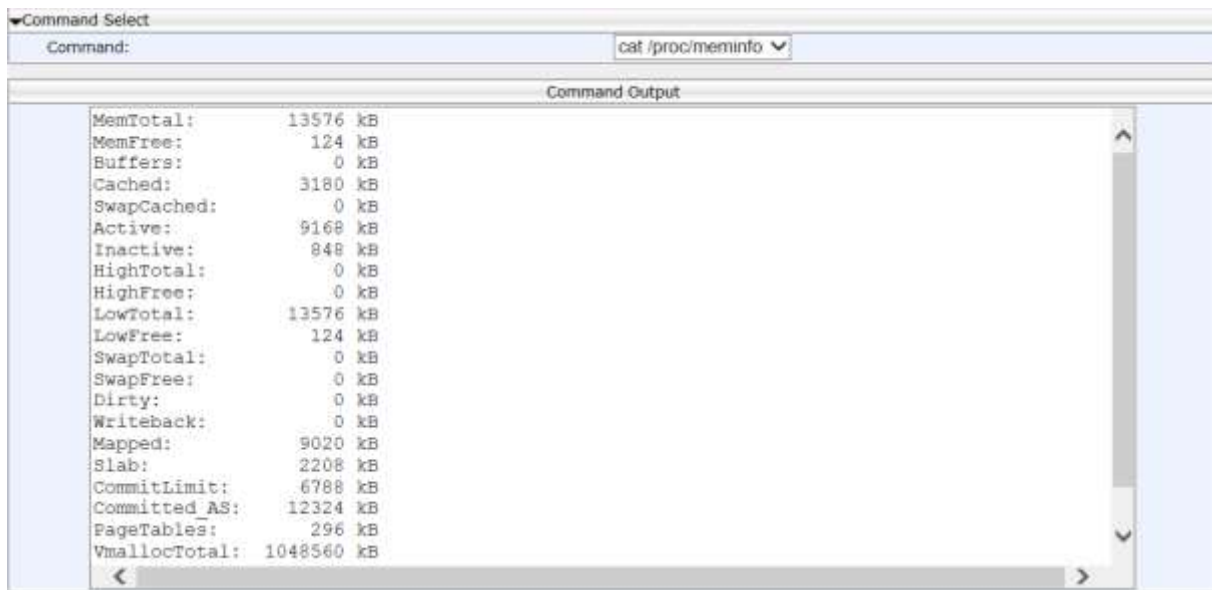 Command Select
Command: cat /proc/meminfo
Command Output
MemTotal: 13576 kB
MemFree: 124 kB
Buffers: 0 kB
Cached: 3180 kB
SwapCached: 0 kB
Active: 9168 kB
Inactive: 848 kB
HighTotal: 0 kB
HighFree: 0 kB
LowTotal: 13576 kB
LowFree: 124 kB
SwapTotal: 0 kB
SwapFree: 0 kB
Dirty: 0 kB
Writeback: 0 kB
Mapped: 9020 kB
Slab: 2208 kB
CommitLimit: 6788 kB
Committed_AS: 12324 kB
PageTables: 296 kB
VmallocTotal: 1048560 kB